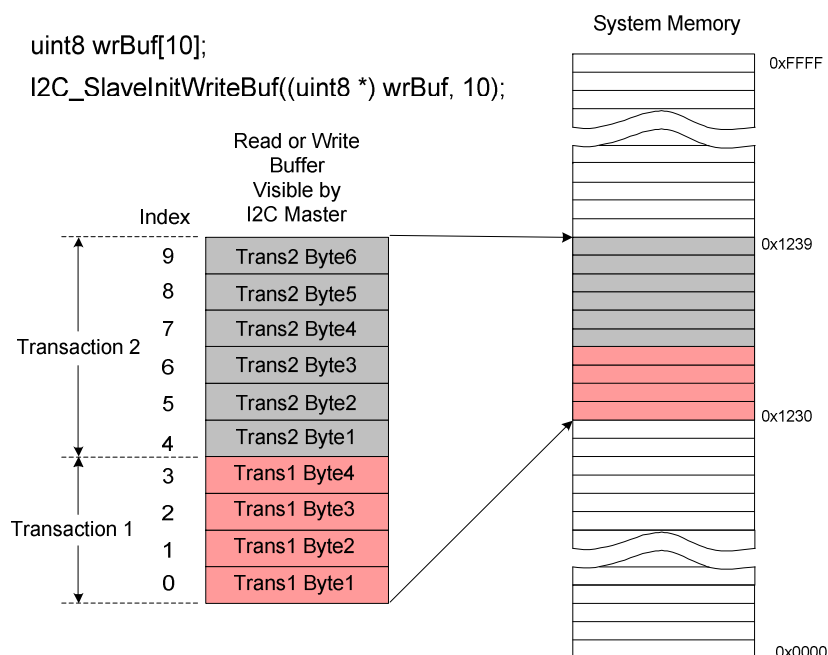 uint8 wrBuf[10];
I2C_SlaveInitWriteBuf((uint8 *) wrBuf, 10);
System Memory
0xFFFF
Read or Write
Buffer
Visible by
I2C Master
Index
9 Trans2 Byte6
8 Trans2 Byte5
7 Trans2 Byte4
6 Trans2 Byte3
5 Trans2 Byte2
4 Trans2 Byte1
3 Trans1 Byte4
2 Trans1 Byte3
1 Trans1 Byte2
0 Trans1 Byte1
Transaction 2
Transaction 1
0x1239
0x1230
0x0000